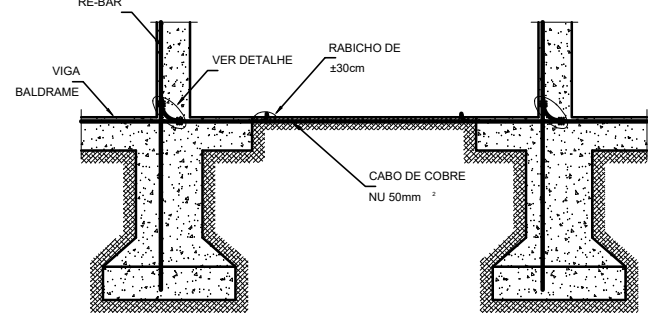 RE-BAR
VER DETALHE
RABICHO DE
±30cm
VIGA
BALDRAME
CABO DE COBRE
NU 50mm ²